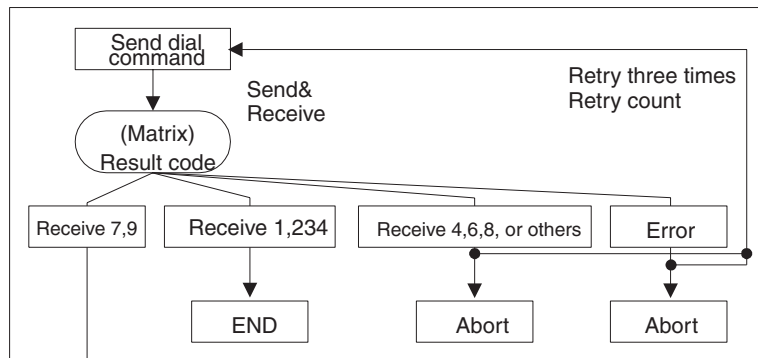 Send dial
command
Send&
Receive
Retry three times
Retry count
(Matrix)
Result code
Receive 7,9
Receive 1,234
Receive 4,6,8, or others
Error
END
Abort
Abort